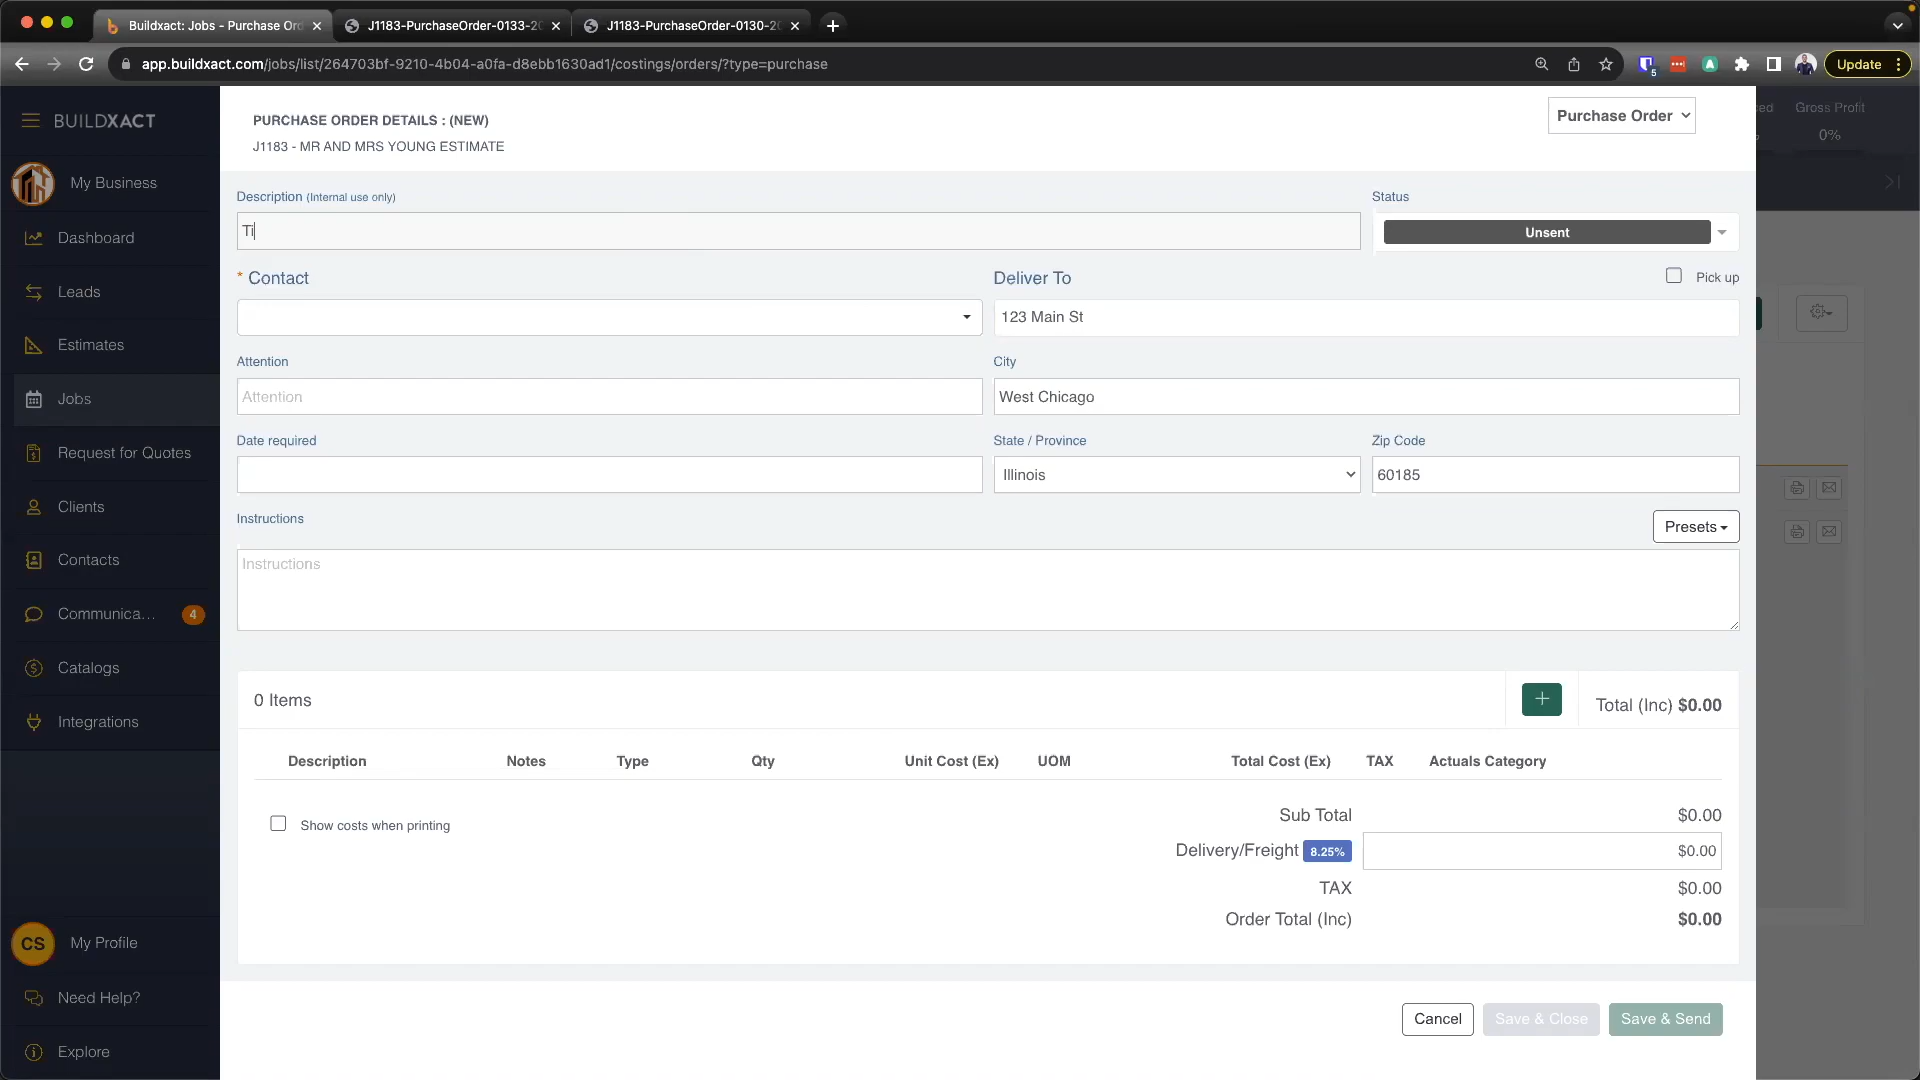 Buildxact: Jobs - Purchase Ord
J1183-PurchaseOrder-0133-20
J1183-PurchaseOrder-0130-20
app.buildxact.com/jobs/list/264703bf-9210-4b04-a0fa-d8ebb1630ad1/costings/orders/?type=purchase
5
Update
BUILDXACT
My Business
Dashboard
Leads
Estimates
Jobs
Request for Quotes
Clients
Contacts
Communica...
4
Catalogs
Integrations
CS
My Profile
Need Help?
Explore
PURCHASE ORDER DETAILS : (NEW)
J1183 - MR AND MRS YOUNG ESTIMATE
Purchase Order
Gross Profit
0%
Description (Internal use only)
Ti
Status
Unsent
* Contact
Deliver To
Pick up
123 Main St
Attention
Attention
City
West Chicago
Date required
State / Province
Illinois
Zip Code
60185
Instructions
Presets
Instructions
0 Items
+
Total (Inc) $0.00
Description Notes Type Qty Unit Cost (Ex) UOM Total Cost (Ex) TAX Actuals Category
Show costs when printing
Sub Total $0.00
Delivery/Freight 8.25% $0.00
TAX $0.00
Order Total (Inc) $0.00
Cancel
Save & Close
Save & Send